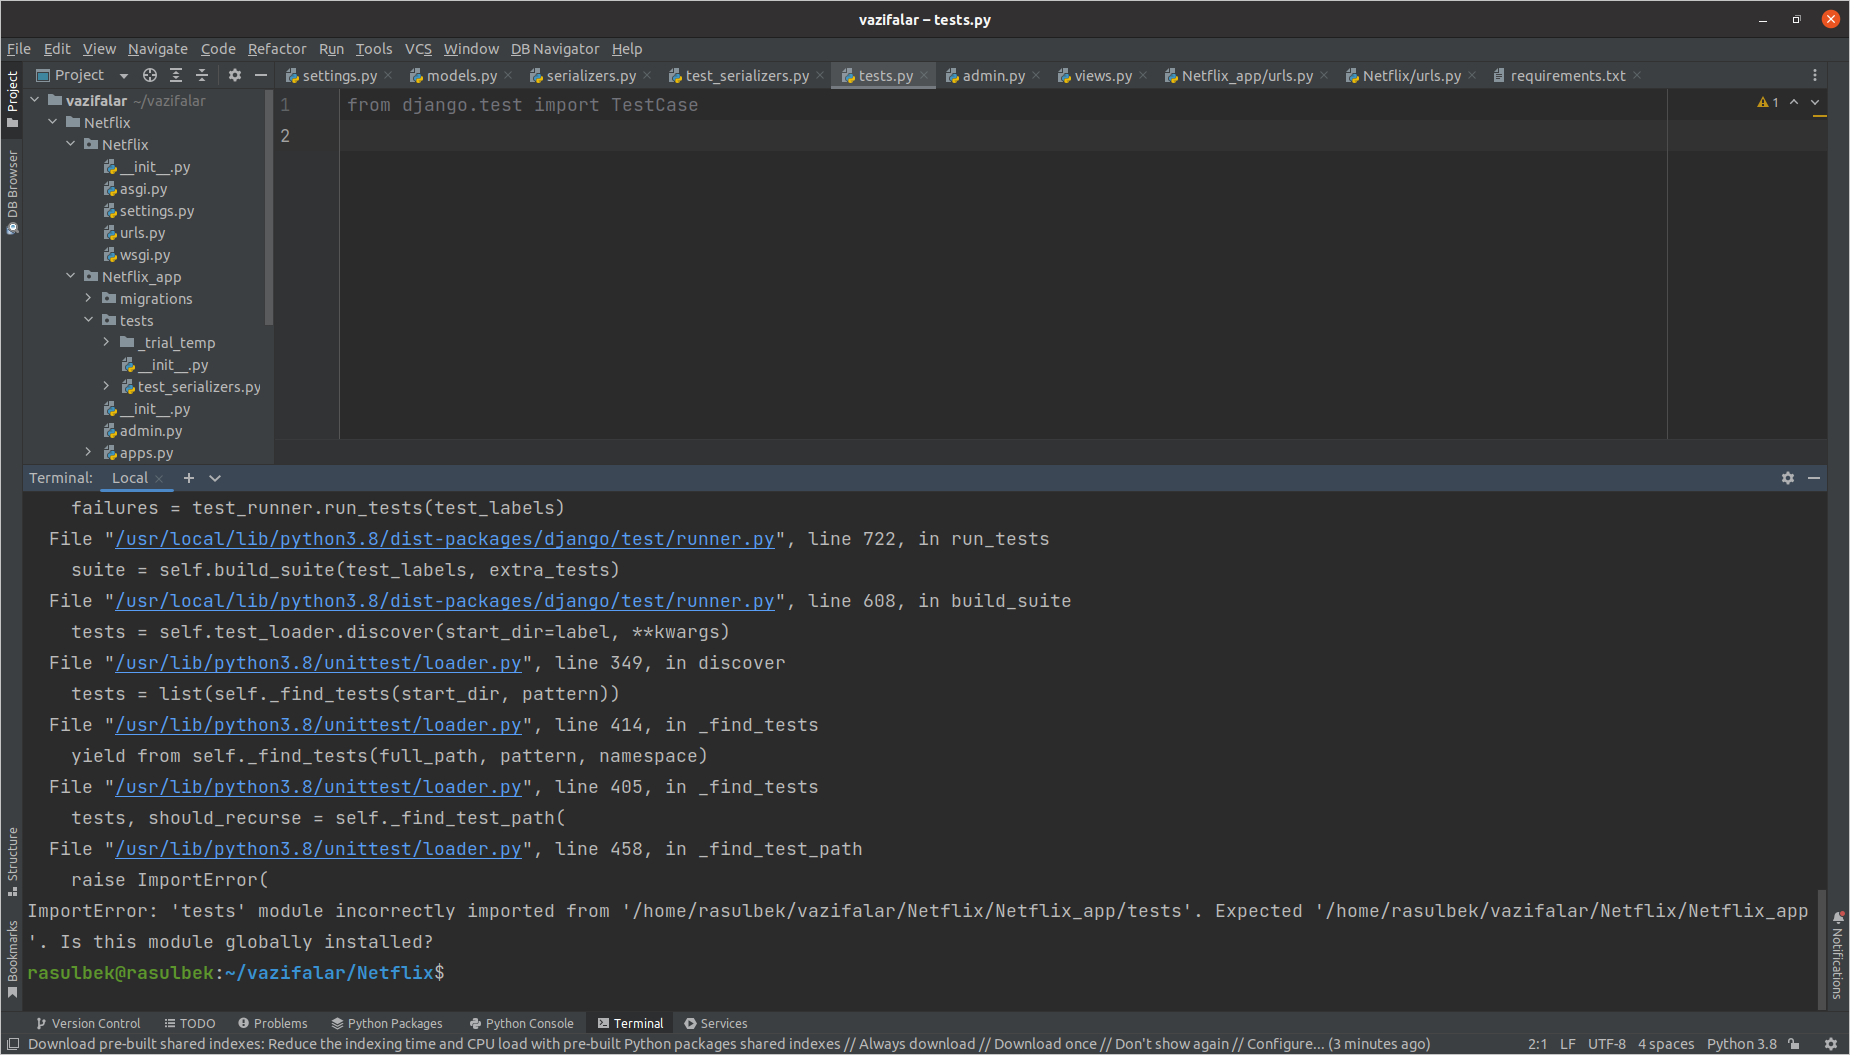 vazifalar – tests.py
File Edit View Navigate Code Refactor Run Tools VCS Window DB Navigator Help
Project settings.py models.py serializers.py test_serializers.py tests.py admin.py views.py Netflix_app/urls.py Netflix/urls.py requirements.txt
Project
DB Browser
vazifalar ~/vazifalar
Netflix
Netflix
__init__.py
asgi.py
settings.py
urls.py
wsgi.py
Netflix_app
migrations
tests
_trial_temp
__init__.py
test_serializers.py
__init__.py
admin.py
apps.py
1 from django.test import TestCase
2
1
Terminal: Local
failures = test_runner.run_tests(test_labels)
File "/usr/local/lib/python3.8/dist-packages/django/test/runner.py", line 722, in run_tests
suite = self.build_suite(test_labels, extra_tests)
File "/usr/local/lib/python3.8/dist-packages/django/test/runner.py", line 608, in build_suite
tests = self.test_loader.discover(start_dir=label, **kwargs)
File "/usr/lib/python3.8/unittest/loader.py", line 349, in discover
tests = list(self._find_tests(start_dir, pattern))
File "/usr/lib/python3.8/unittest/loader.py", line 414, in _find_tests
yield from self._find_tests(full_path, pattern, namespace)
File "/usr/lib/python3.8/unittest/loader.py", line 405, in _find_tests
tests, should_recurse = self._find_test_path(
File "/usr/lib/python3.8/unittest/loader.py", line 458, in _find_test_path
raise ImportError(
ImportError: 'tests' module incorrectly imported from '/home/rasulbek/vazifalar/Netflix/Netflix_app/tests'. Expected '/home/rasulbek/vazifalar/Netflix/Netflix_app
'. Is this module globally installed?
rasulbek@rasulbek:~/vazifalar/Netflix$
Structure
Bookmarks
Notifications
Version Control TODO Problems Python Packages Python Console Terminal Services
Download pre-built shared indexes: Reduce the indexing time and CPU load with pre-built Python packages shared indexes // Always download // Download once // Don't show again // Configure... (3 minutes ago) 2:1 LF UTF-8 4 spaces Python 3.8